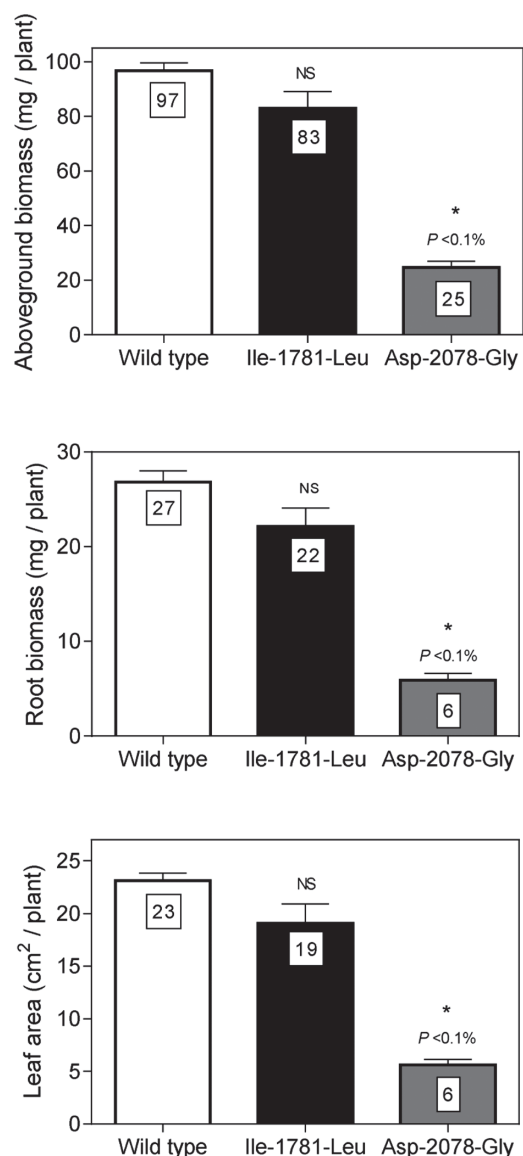 Aboveground biomass (mg / plant)
100
80
60
40
20
0
97
NS
83
*
P <0.1%
25
Wild type Ile-1781-Leu Asp-2078-Gly
Root biomass (mg / plant)
30
20
10
0
27
NS
22
*
P <0.1%
6
Wild type Ile-1781-Leu Asp-2078-Gly
Leaf area (cm² / plant)
25
20
15
10
5
0
23
NS
19
*
P <0.1%
6
Wild type Ile-1781-Leu Asp-2078-Gly